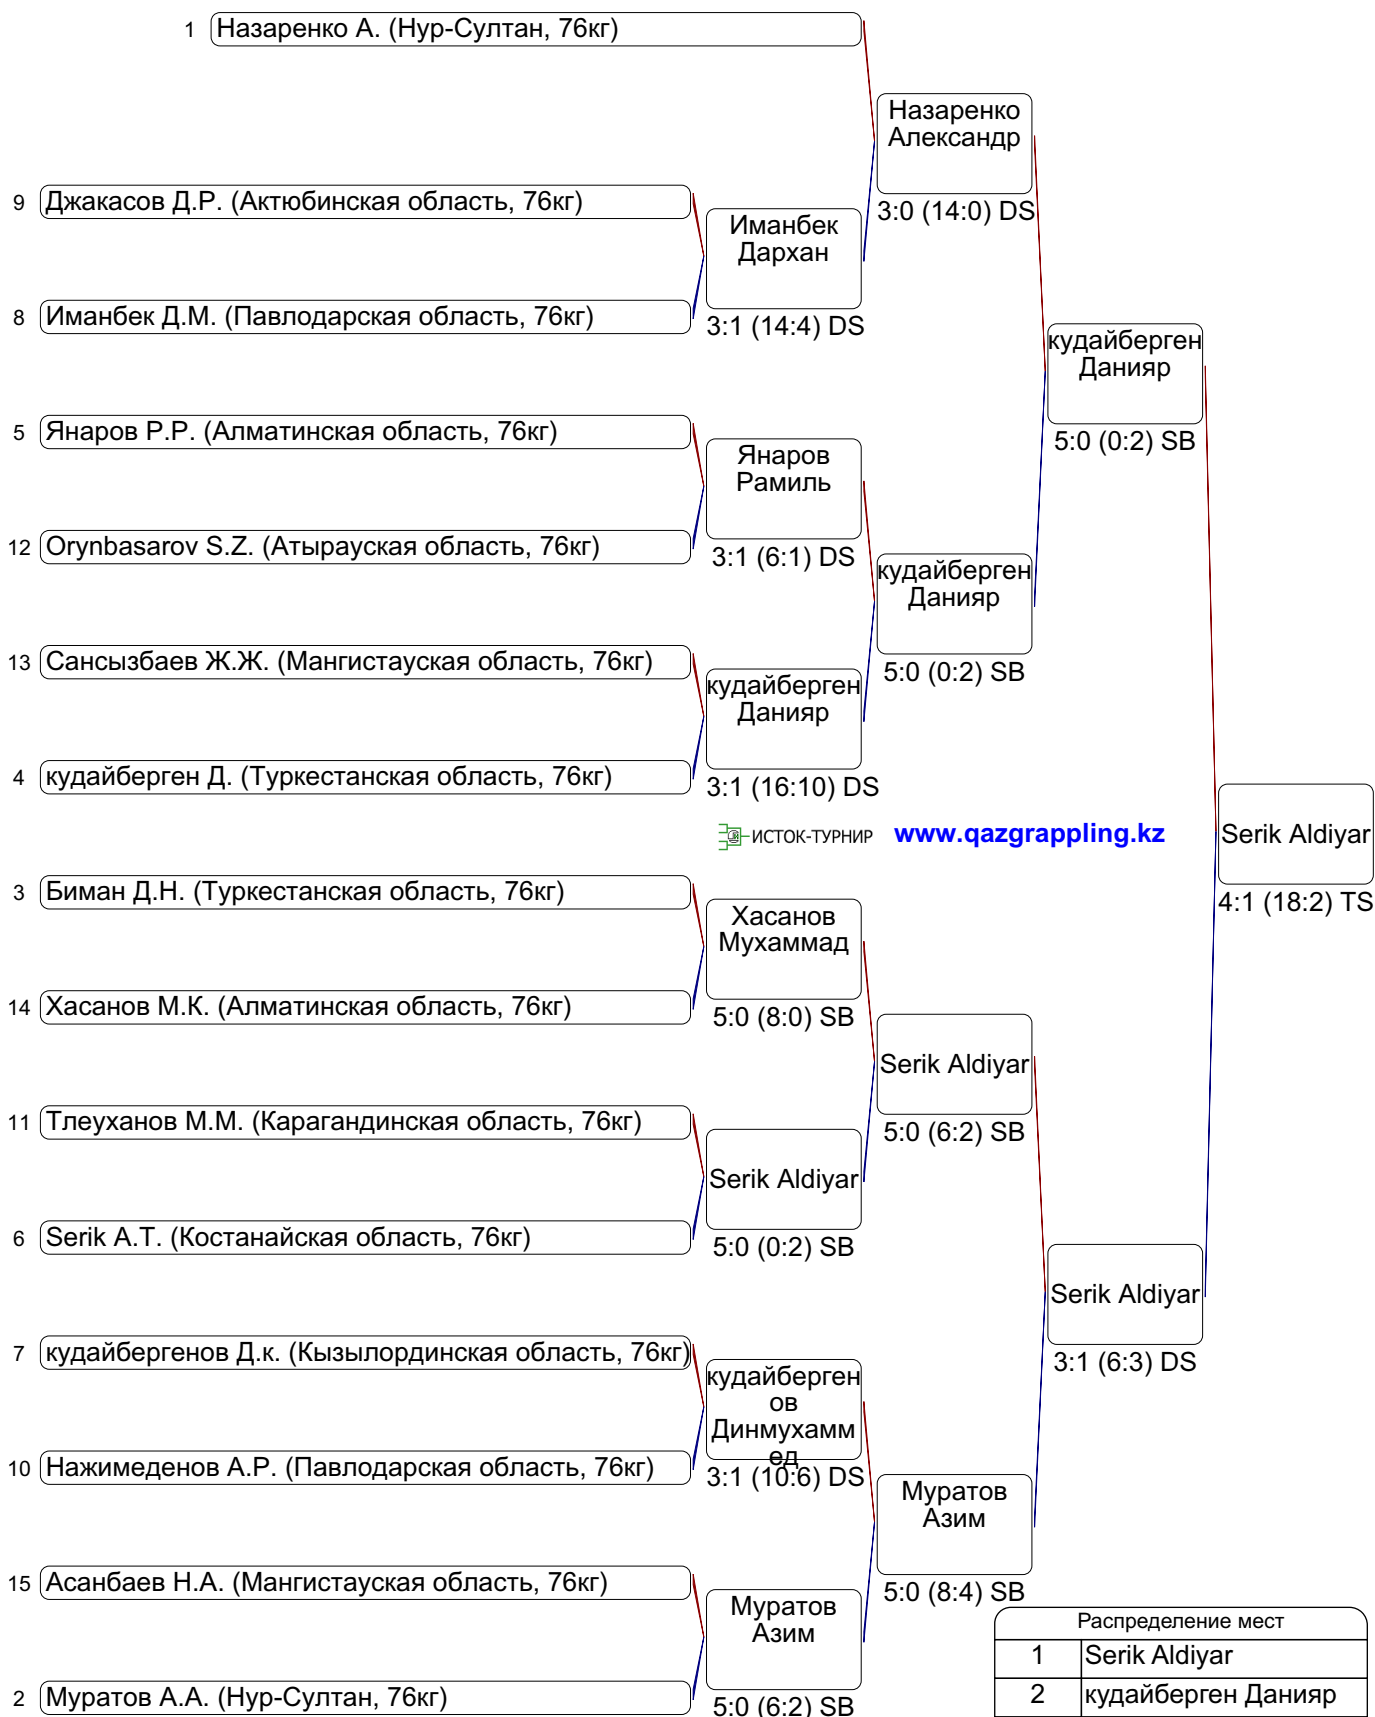 1 Назаренко А. (Нур-Султан, 76кг)
Назаренко
Александр
3:0 (14:0) DS
9 Джакасов Д.Р. (Актюбинская область, 76кг)
Иманбек
Дархан
3:1 (14:4) DS
8 Иманбек Д.М. (Павлодарская область, 76кг)
кудайберген
Данияр
5:0 (0:2) SB
5 Янаров Р.Р. (Алматинская область, 76кг)
Янаров
Рамиль
3:1 (6:1) DS
12 Orynbasarov S.Z. (Атырауская область, 76кг)
кудайберген
Данияр
5:0 (0:2) SB
13 Сансызбаев Ж.Ж. (Мангистауская область, 76кг)
кудайберген
Данияр
3:1 (16:10) DS
4 кудайберген Д. (Туркестанская область, 76кг)
ИСТОК-ТУРНИР www.qazgrappling.kz
Serik Aldiyar
4:1 (18:2) TS
3 Биман Д.Н. (Туркестанская область, 76кг)
Хасанов
Мухаммад
5:0 (8:0) SB
14 Хасанов М.К. (Алматинская область, 76кг)
Serik Aldiyar
5:0 (6:2) SB
11 Тлеуханов М.М. (Карагандинская область, 76кг)
Serik Aldiyar
5:0 (0:2) SB
6 Serik A.T. (Костанайская область, 76кг)
Serik Aldiyar
3:1 (6:3) DS
7 кудайбергенов Д.к. (Кызылординская область, 76кг)
кудайберген
ов
Динмухамм
ед
3:1 (10:6) DS
10 Нажимеденов А.Р. (Павлодарская область, 76кг)
Муратов
Азим
5:0 (8:4) SB
15 Асанбаев Н.А. (Мангистауская область, 76кг)
Муратов
Азим
5:0 (6:2) SB
2 Муратов А.А. (Нур-Султан, 76кг)
Распределение мест
1 Serik Aldiyar
2 кудайберген Данияр